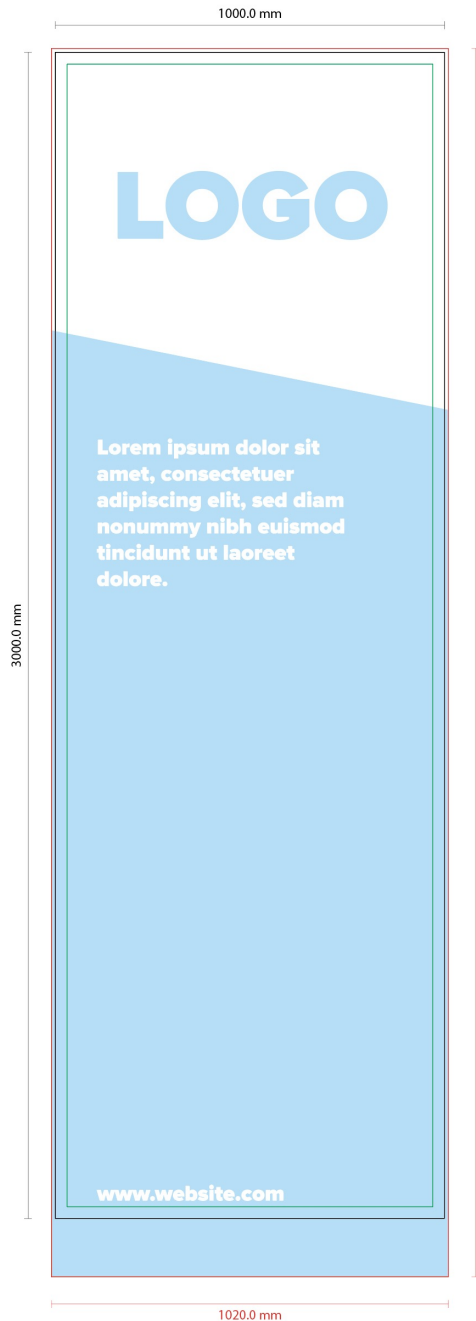 1000.0 mm
LOGO
Lorem ipsum dolor sit
amet, consectetuer
adipiscing elit, sed diam
nonummy nibh euismod
tincidunt ut laoreet
dolore.
3000.0 mm
www.website.com
1020.0 mm